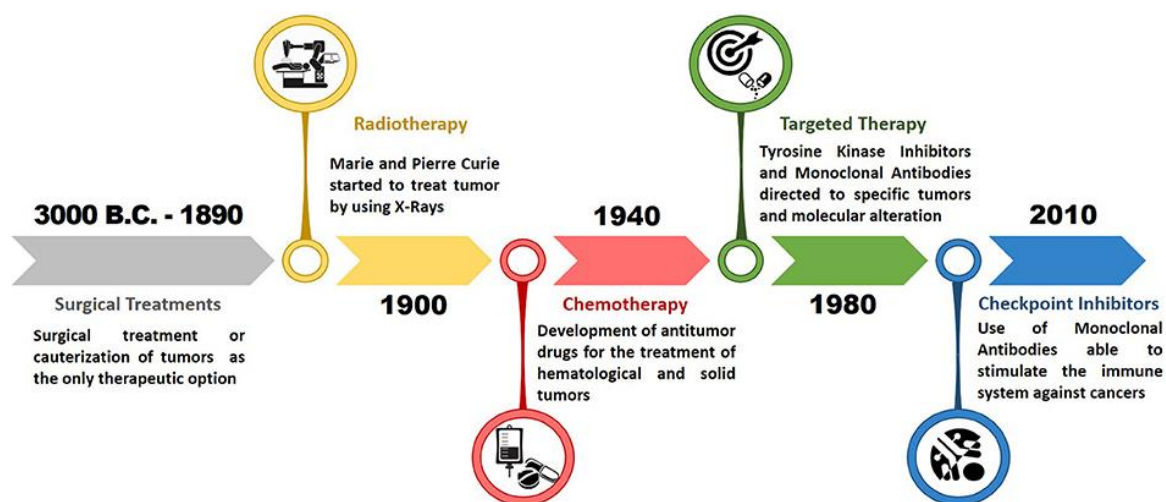 3000 B.C. - 1890
Surgical Treatments
Surgical treatment or
cauterization of tumors as
the only therapeutic option
Radiotherapy
Marie and Pierre Curie
started to treat tumor
by using X-Rays
1900
1940
Chemotherapy
Development of antitumor
drugs for the treatment of
hematological and solid
tumors
Targeted Therapy
Tyrosine Kinase Inhibitors
and Monoclonal Antibodies
directed to specific tumors
and molecular alteration
1980
2010
Checkpoint Inhibitors
Use of Monoclonal
Antibodies able to
stimulate the immune
system against cancers